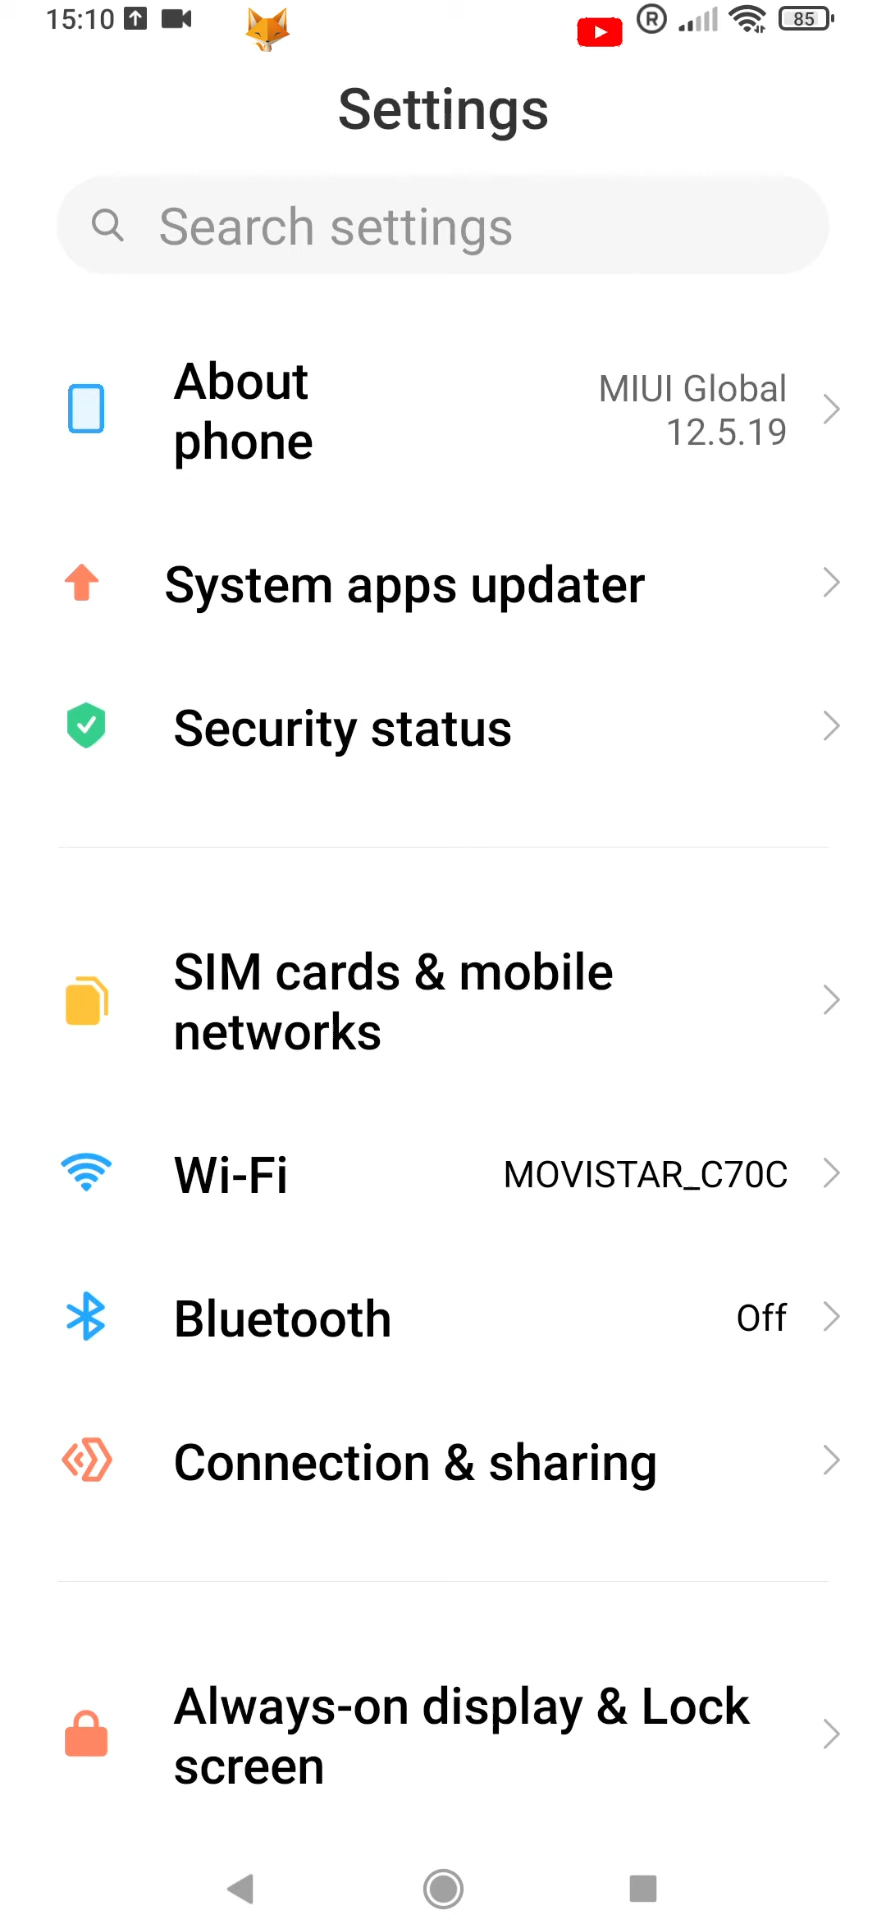 15:10
R
85
Settings
Search settings
About
phone
MIUI Global
12.5.19
System apps updater
Security status
SIM cards & mobile
networks
Wi-Fi
MOVISTAR_C70C
Bluetooth
Off
Connection & sharing
Always-on display & Lock
screen